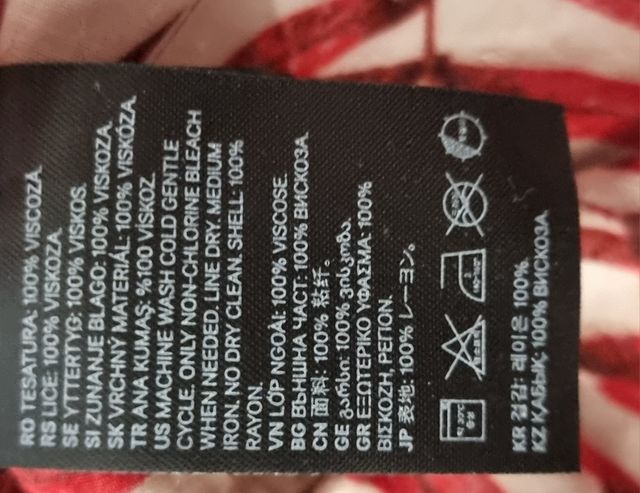 RO TESATURA: 100% VISCOZA.
RS LICE: 100% VISKOZA.
SE YTTERTYG: 100% VISKOS.
SI ZUNANJE BLAGO: 100% VISKOZA.
SK VRCHNÝ MATERIÁL: 100% VISKÓZA.
TR ANA KUMAŞ: %100 VİSKOZ.
US MACHINE WASH COLD GENTLE
CYCLE. ONLY NON-CHLORINE BLEACH
WHEN NEEDED. LINE DRY. MEDIUM
IRON. NO DRY CLEAN. SHELL: 100%
RAYON.
VN LỚP NGOÀI: 100% VISCOSE.
BG ВЪНШНА ЧАСТ: 100% ВИСКОЗА.
CN 面料: 100% 粘纤。
GE გარსი: 100% ვისკოზა.
GR ΕΞΩΤΕΡΙΚΟ ΥΦΑΣΜΑ: 100%
ΒΙΣΚΟΖΗ, ΡΕΤΙΟΝ.
JP 表地: 100% レーヨン。
KR 겉감: 레이온 100%.
KZ ҚАБЫҚ: 100% ВИСКОЗА.